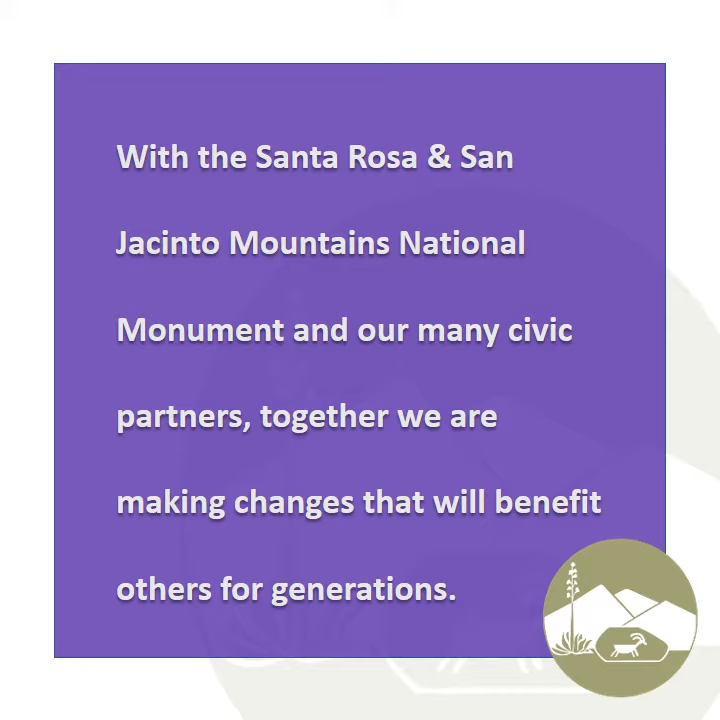 With the Santa Rosa & San
Jacinto Mountains National
Monument and our many civic
partners, together we are
making changes that will benefit
others for generations.